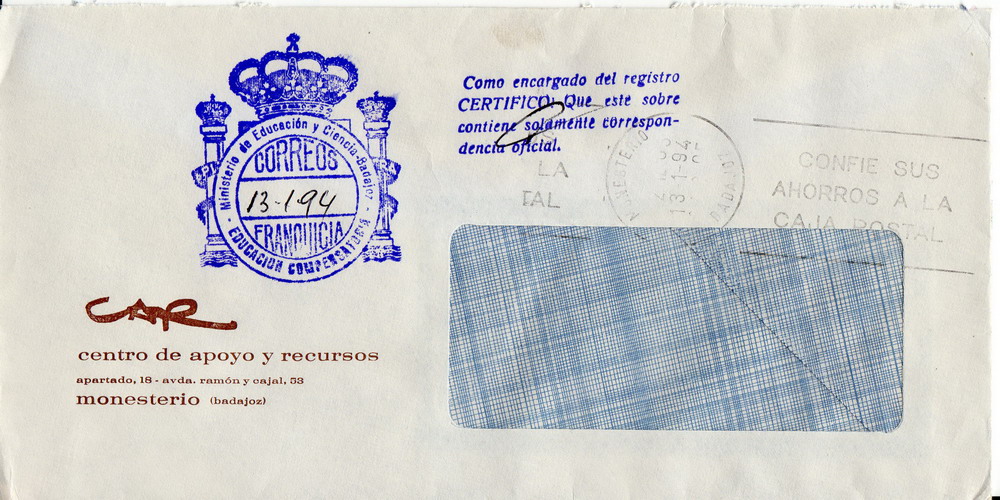 Ministerio de Educación y Ciencia-Badajoz
CORREOS
13-1-94
FRANQUICIA
EDUCACION COMPENSATORIA
Como encargado del registro
CERTIFICO: Que este sobre
contiene solamente correspon-
dencia oficial.
LA
TAL
MONESTERIO
13 1-94
BADAJOZ
CONFIE SUS
AHORROS A LA
CAJA POSTAL
CAR
centro de apoyo y recursos
apartado, 18 - avda. ramón y cajal, 53
monesterio (badajoz)